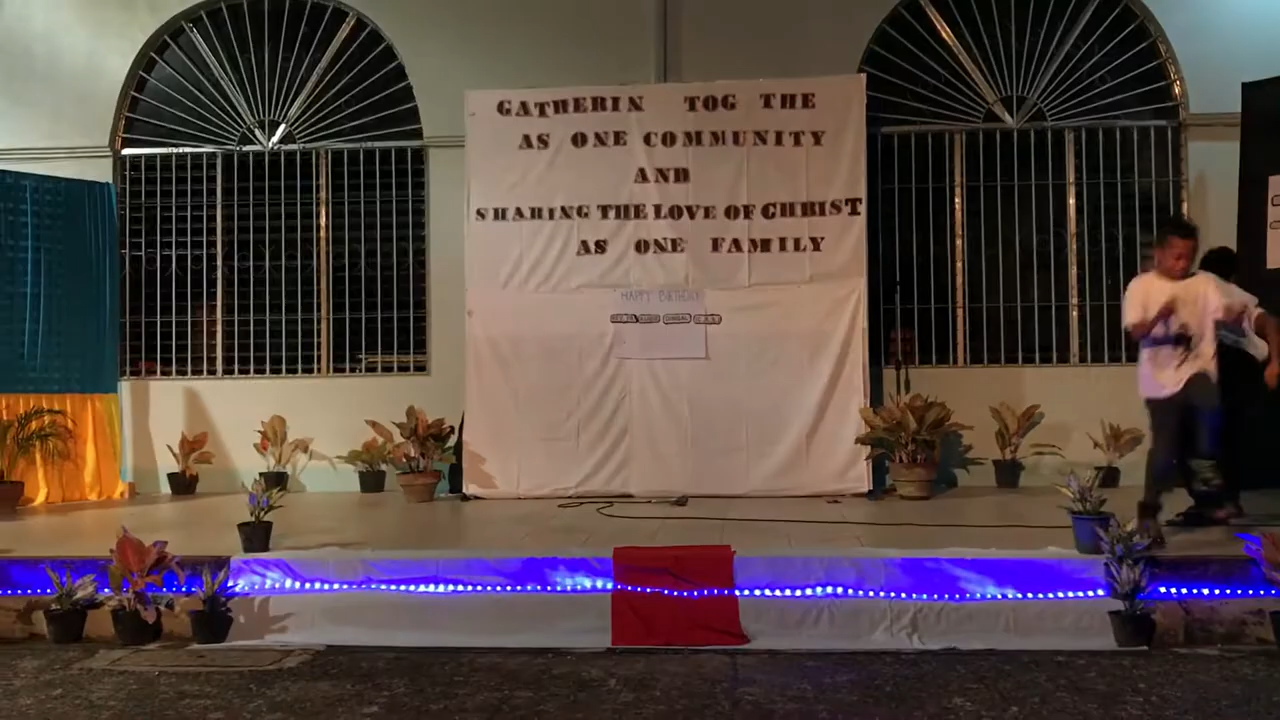 GATHERIN TOG THE
AS ONE COMMUNITY
AND
SHARING THE LOVE OF CHRIST
AS ONE FAMILY
HAPPY BIRTHDAY